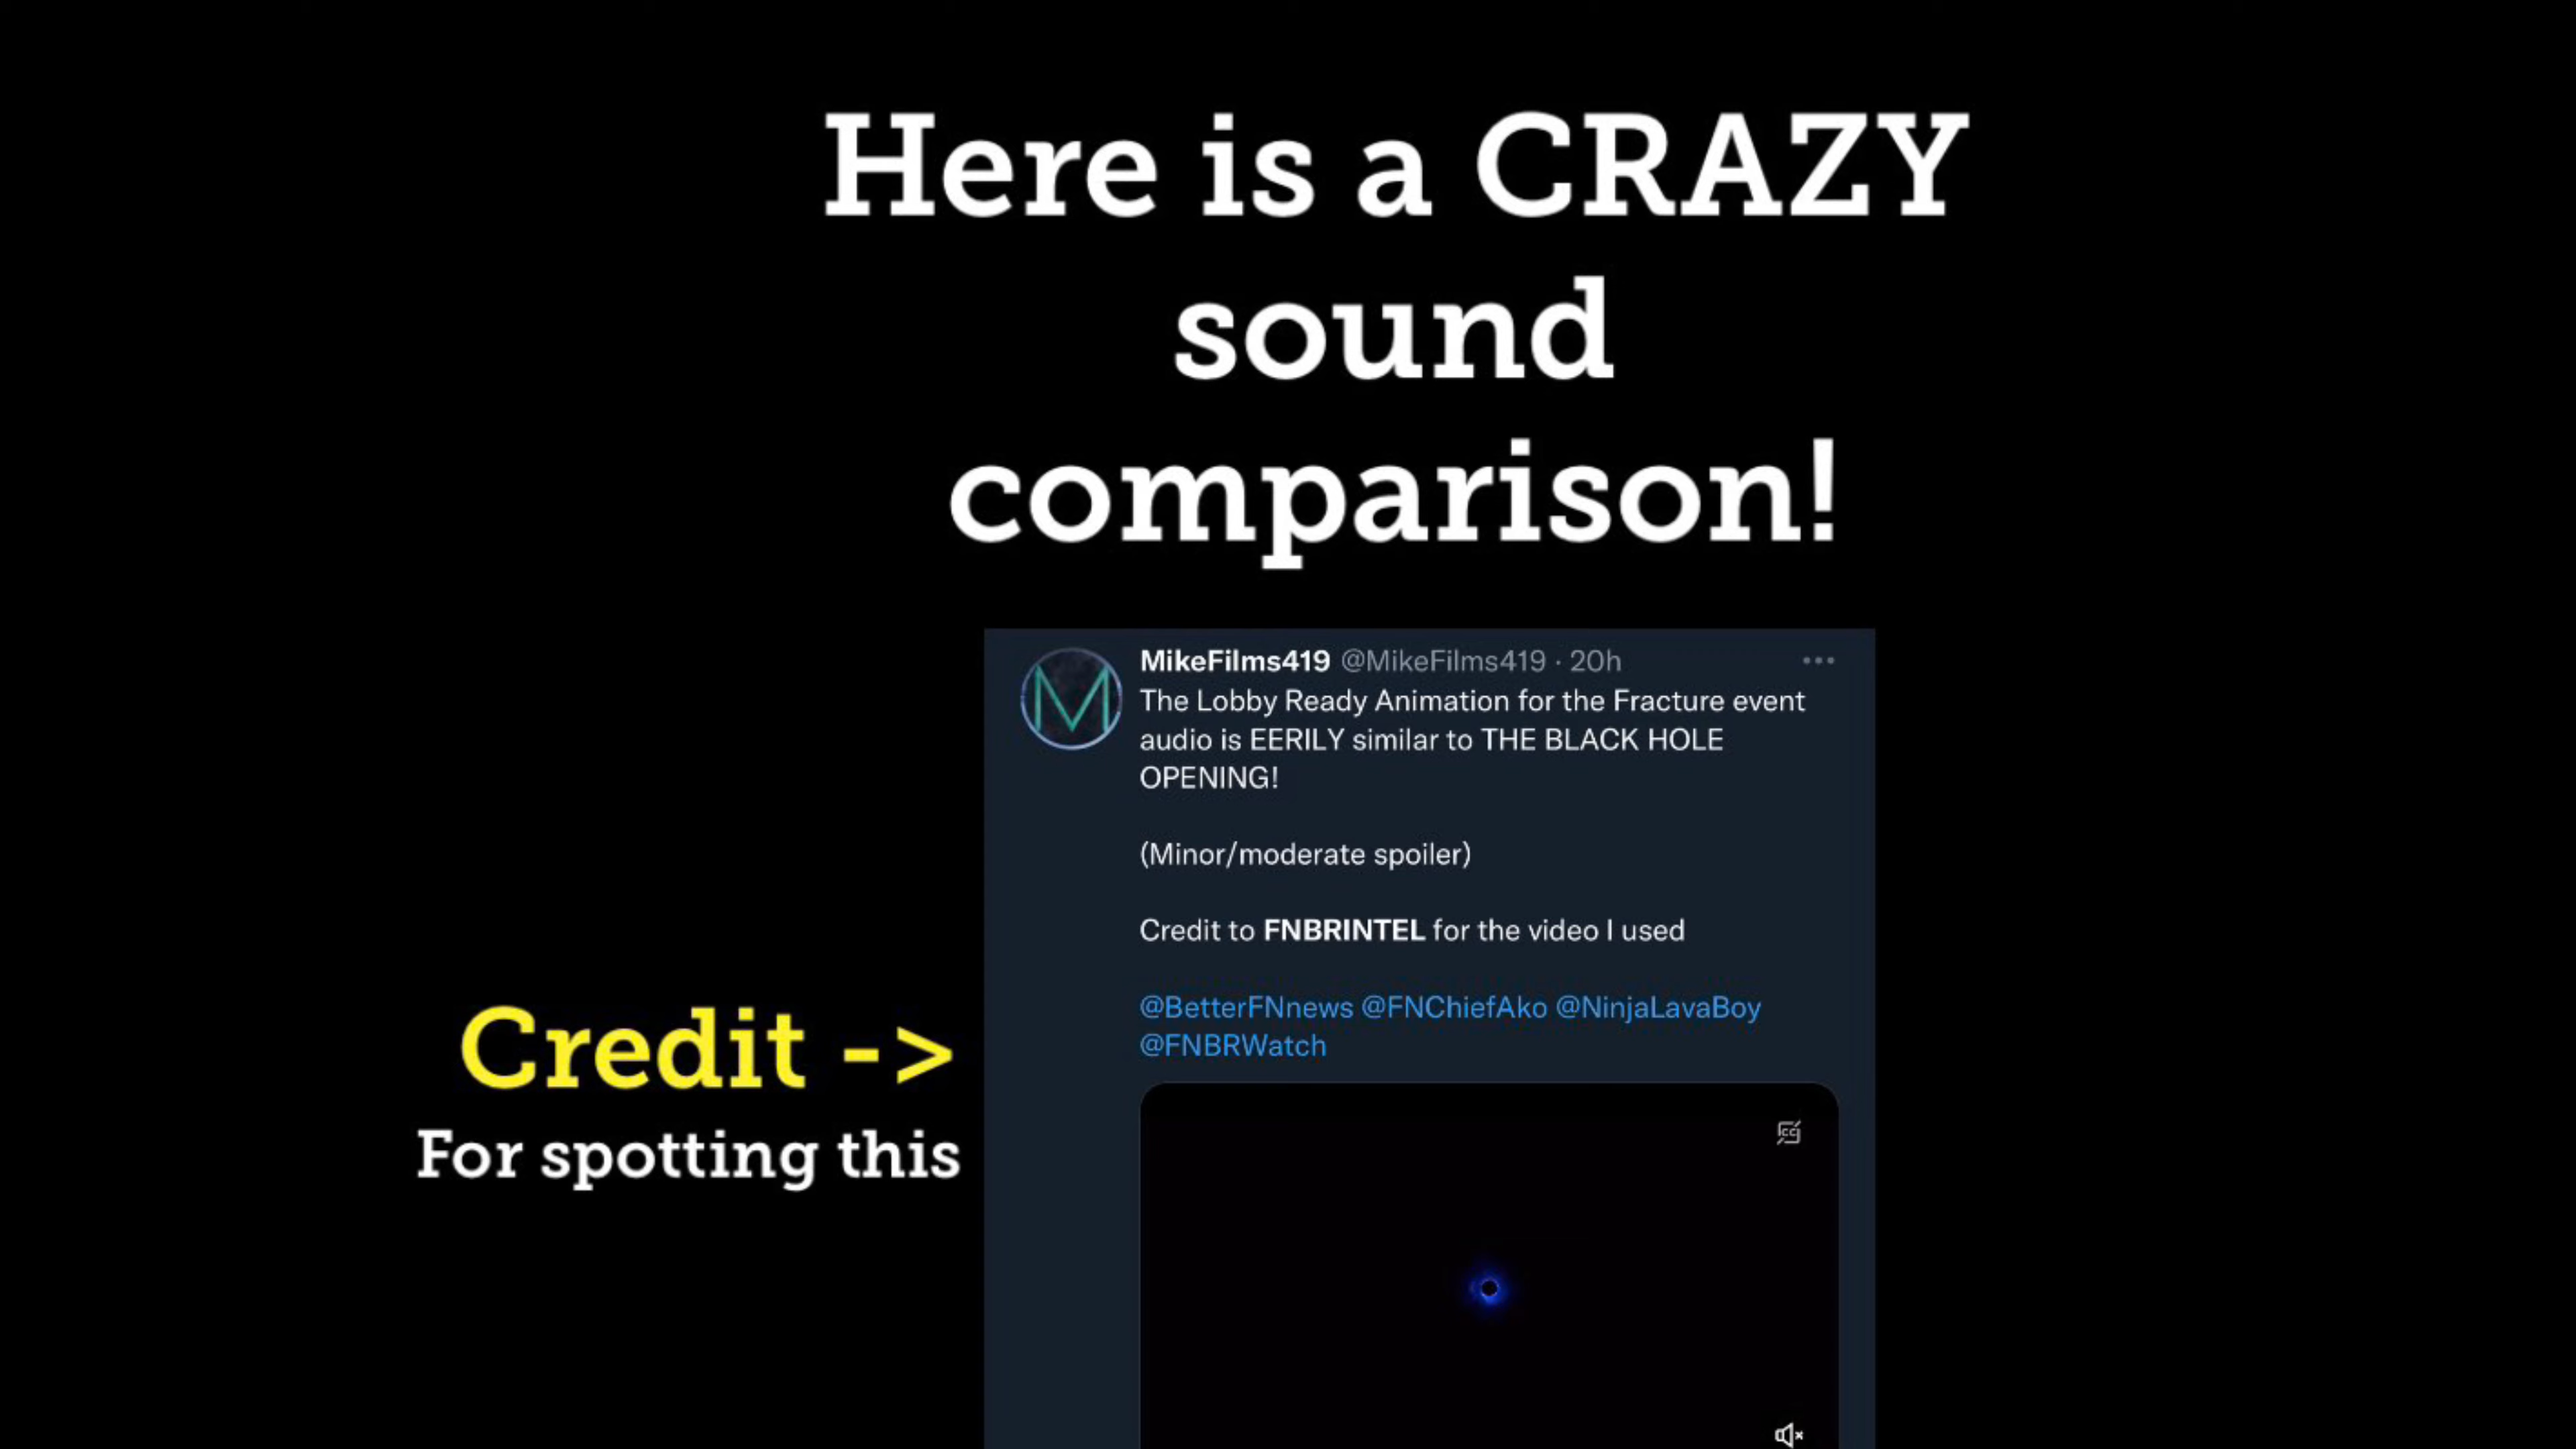 Here is a CRAZY
sound
comparison!
MikeFilms419 @MikeFilms419 · 20h
The Lobby Ready Animation for the Fracture event
audio is EERILY similar to THE BLACK HOLE
OPENING!
(Minor/moderate spoiler)
Credit to FNBRINTEL for the video I used
@BetterFNnews @FNChiefAko @NinjaLavaBoy
@FNBRWatch
Credit ->
For spotting this